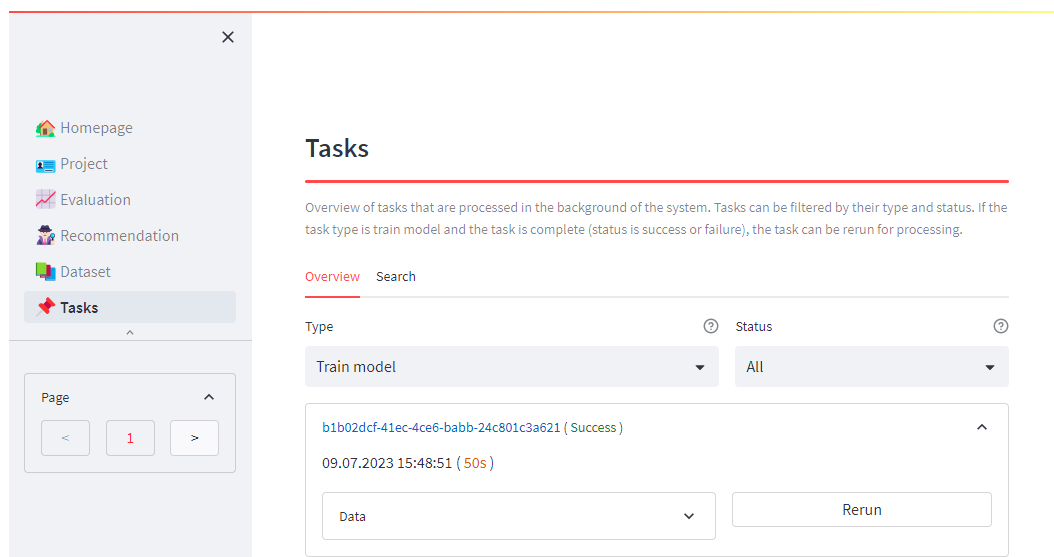 Homepage
Project
Evaluation
Recommendation
Dataset
Tasks
Page
< 1 >
Tasks
Overview of tasks that are processed in the background of the system. Tasks can be filtered by their type and status. If the
task type is train model and the task is complete (status is success or failure), the task can be rerun for processing.
Overview Search
Type Status
Train model All
b1b02dcf-41ec-4ce6-babb-24c801c3a621 ( Success )
09.07.2023 15:48:51 ( 50s )
Data Rerun